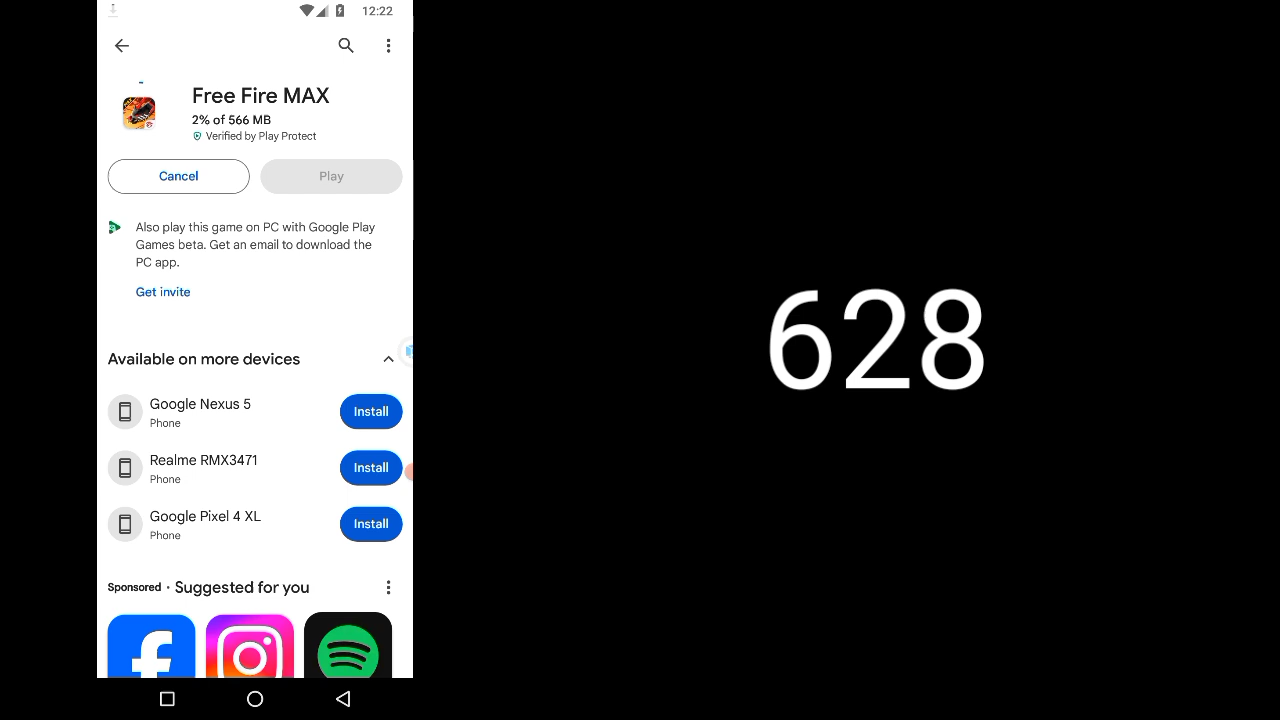 12:22
Free Fire MAX
2% of 566 MB
Verified by Play Protect
Cancel
Play
Also play this game on PC with Google Play
Games beta. Get an email to download the
PC app.
Get invite
Available on more devices
Google Nexus 5
Phone
Install
Realme RMX3471
Phone
Install
Google Pixel 4 XL
Phone
Install
Sponsored · Suggested for you
628